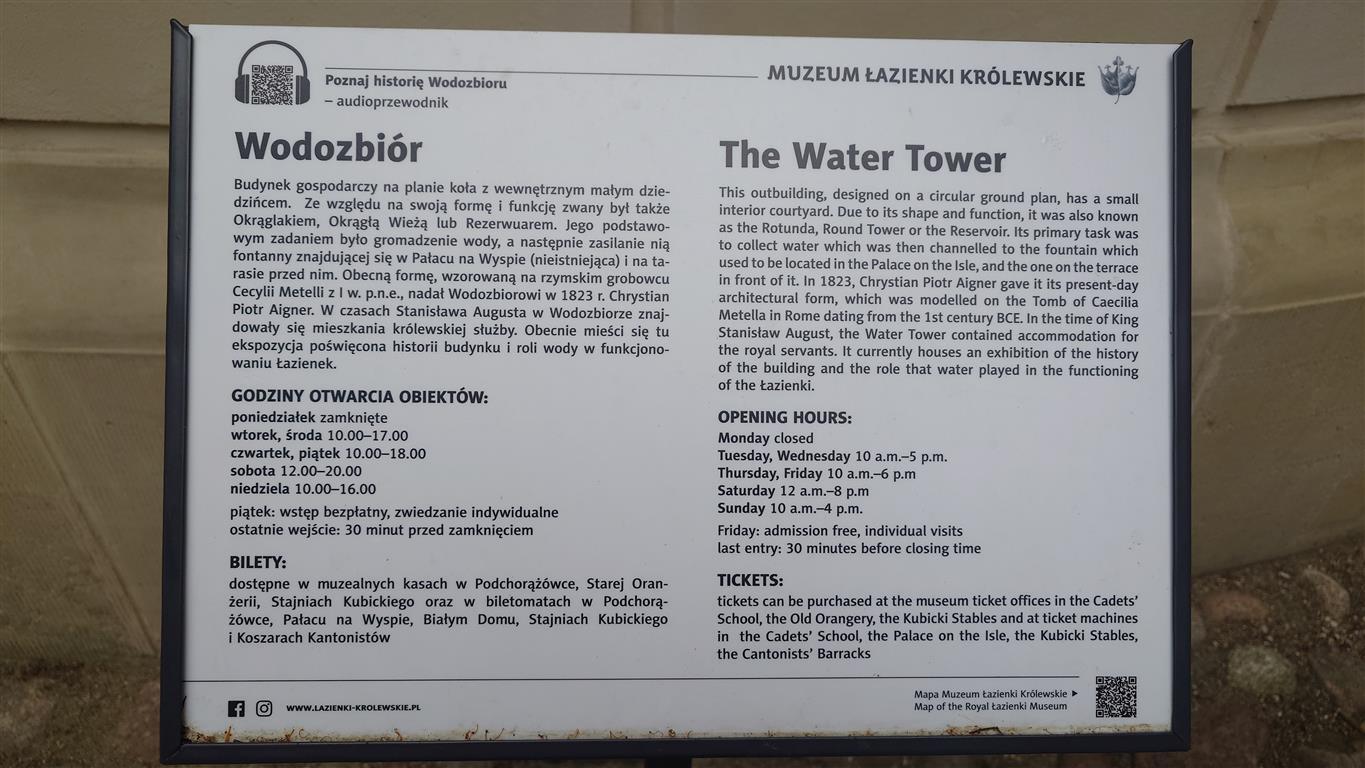 Poznaj historię Wodozbioru
– audioprzewodnik
MUZEUM ŁAZIENKI KRÓLEWSKIE
Wodozbiór
Budynek gospodarczy na planie koła z wewnętrznym małym dzie-
dzińcem. Ze względu na swoją formę i funkcję zwany był także
Okrąglakiem, Okrągłą Wieżą lub Rezerwuarem. Jego podstawo-
wym zadaniem było gromadzenie wody, a następnie zasilanie nią
fontanny znajdującej się w Pałacu na Wyspie (nieistniejąca) i na ta-
rasie przed nim. Obecną formę, wzorowaną na rzymskim grobowcu
Cecylii Metelli z I w. p.n.e., nadał Wodozbiorowi w 1823 r. Chrystian
Piotr Aigner. W czasach Stanisława Augusta w Wodozbiorze znaj-
dowały się mieszkania królewskiej służby. Obecnie mieści się tu
ekspozycja poświęcona historii budynku i roli wody w funkcjono-
waniu Łazienek.
GODZINY OTWARCIA OBIEKTÓW:
poniedziałek zamknięte
wtorek, środa 10.00–17.00
czwartek, piątek 10.00–18.00
sobota 12.00–20.00
niedziela 10.00–16.00
piątek: wstęp bezpłatny, zwiedzanie indywidualne
ostatnie wejście: 30 minut przed zamknięciem
BILETY:
dostępne w muzealnych kasach w Podchorążówce, Starej Oran-
żerii, Stajniach Kubickiego oraz w biletomatach w Podchorą-
żówce, Pałacu na Wyspie, Białym Domu, Stajniach Kubickiego
i Koszarach Kantonistów
The Water Tower
This outbuilding, designed on a circular ground plan, has a small
interior courtyard. Due to its shape and function, it was also known
as the Rotunda, Round Tower or the Reservoir. Its primary task was
to collect water which was then channelled to the fountain which
used to be located in the Palace on the Isle, and the one on the terrace
in front of it. In 1823, Chrystian Piotr Aigner gave it its present-day
architectural form, which was modelled on the Tomb of Caecilia
Metella in Rome dating from the 1st century BCE. In the time of King
Stanisław August, the Water Tower contained accommodation for
the royal servants. It currently houses an exhibition of the history
of the building and the role that water played in the functioning
of the Łazienki.
OPENING HOURS:
Monday closed
Tuesday, Wednesday 10 a.m.–5 p.m.
Thursday, Friday 10 a.m.–6 p.m
Saturday 12 a.m.–8 p.m
Sunday 10 a.m.–4 p.m.
Friday: admission free, individual visits
last entry: 30 minutes before closing time
TICKETS:
tickets can be purchased at the museum ticket offices in the Cadets’
School, the Old Orangery, the Kubicki Stables and at ticket machines
in the Cadets’ School, the Palace on the Isle, the Kubicki Stables,
the Cantonists’ Barracks
WWW.LAZIENKI-KROLEWSKIE.PL
Mapa Muzeum Łazienki Królewskie
Map of the Royal Łazienki Museum